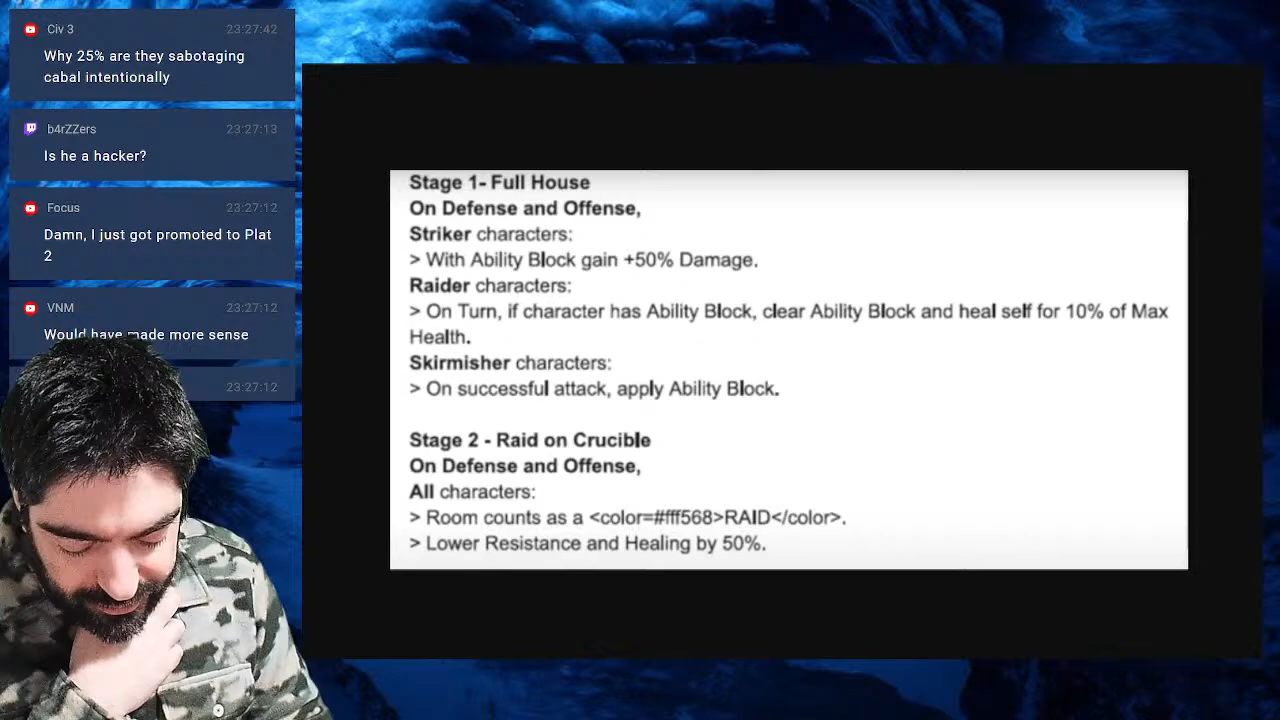 Civ 3 23:27:42
Why 25% are they sabotaging
cabal intentionally
b4rZZers 23:27:13
Is he a hacker?
Focus 23:27:12
Damn, I just got promoted to Plat
2
VNM 23:27:12
Would have made more sense
23:27:12
Stage 1- Full House
On Defense and Offense,
Striker characters:
> With Ability Block gain +50% Damage.
Raider characters:
> On Turn, if character has Ability Block, clear Ability Block and heal self for 10% of Max
Health.
Skirmisher characters:
> On successful attack, apply Ability Block.
Stage 2 - Raid on Crucible
On Defense and Offense,
All characters:
> Room counts as a <color=#fff568>RAID</color>.
> Lower Resistance and Healing by 50%.